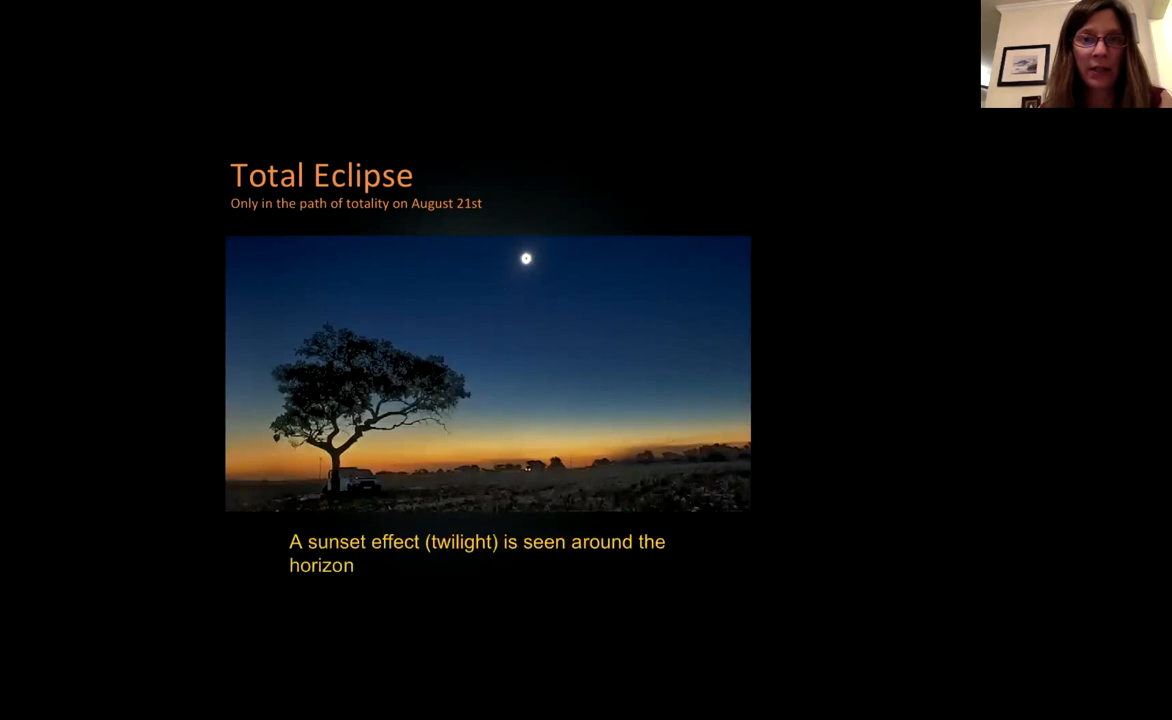 Total Eclipse
Only in the path of totality on August 21st
A sunset effect (twilight) is seen around the
horizon